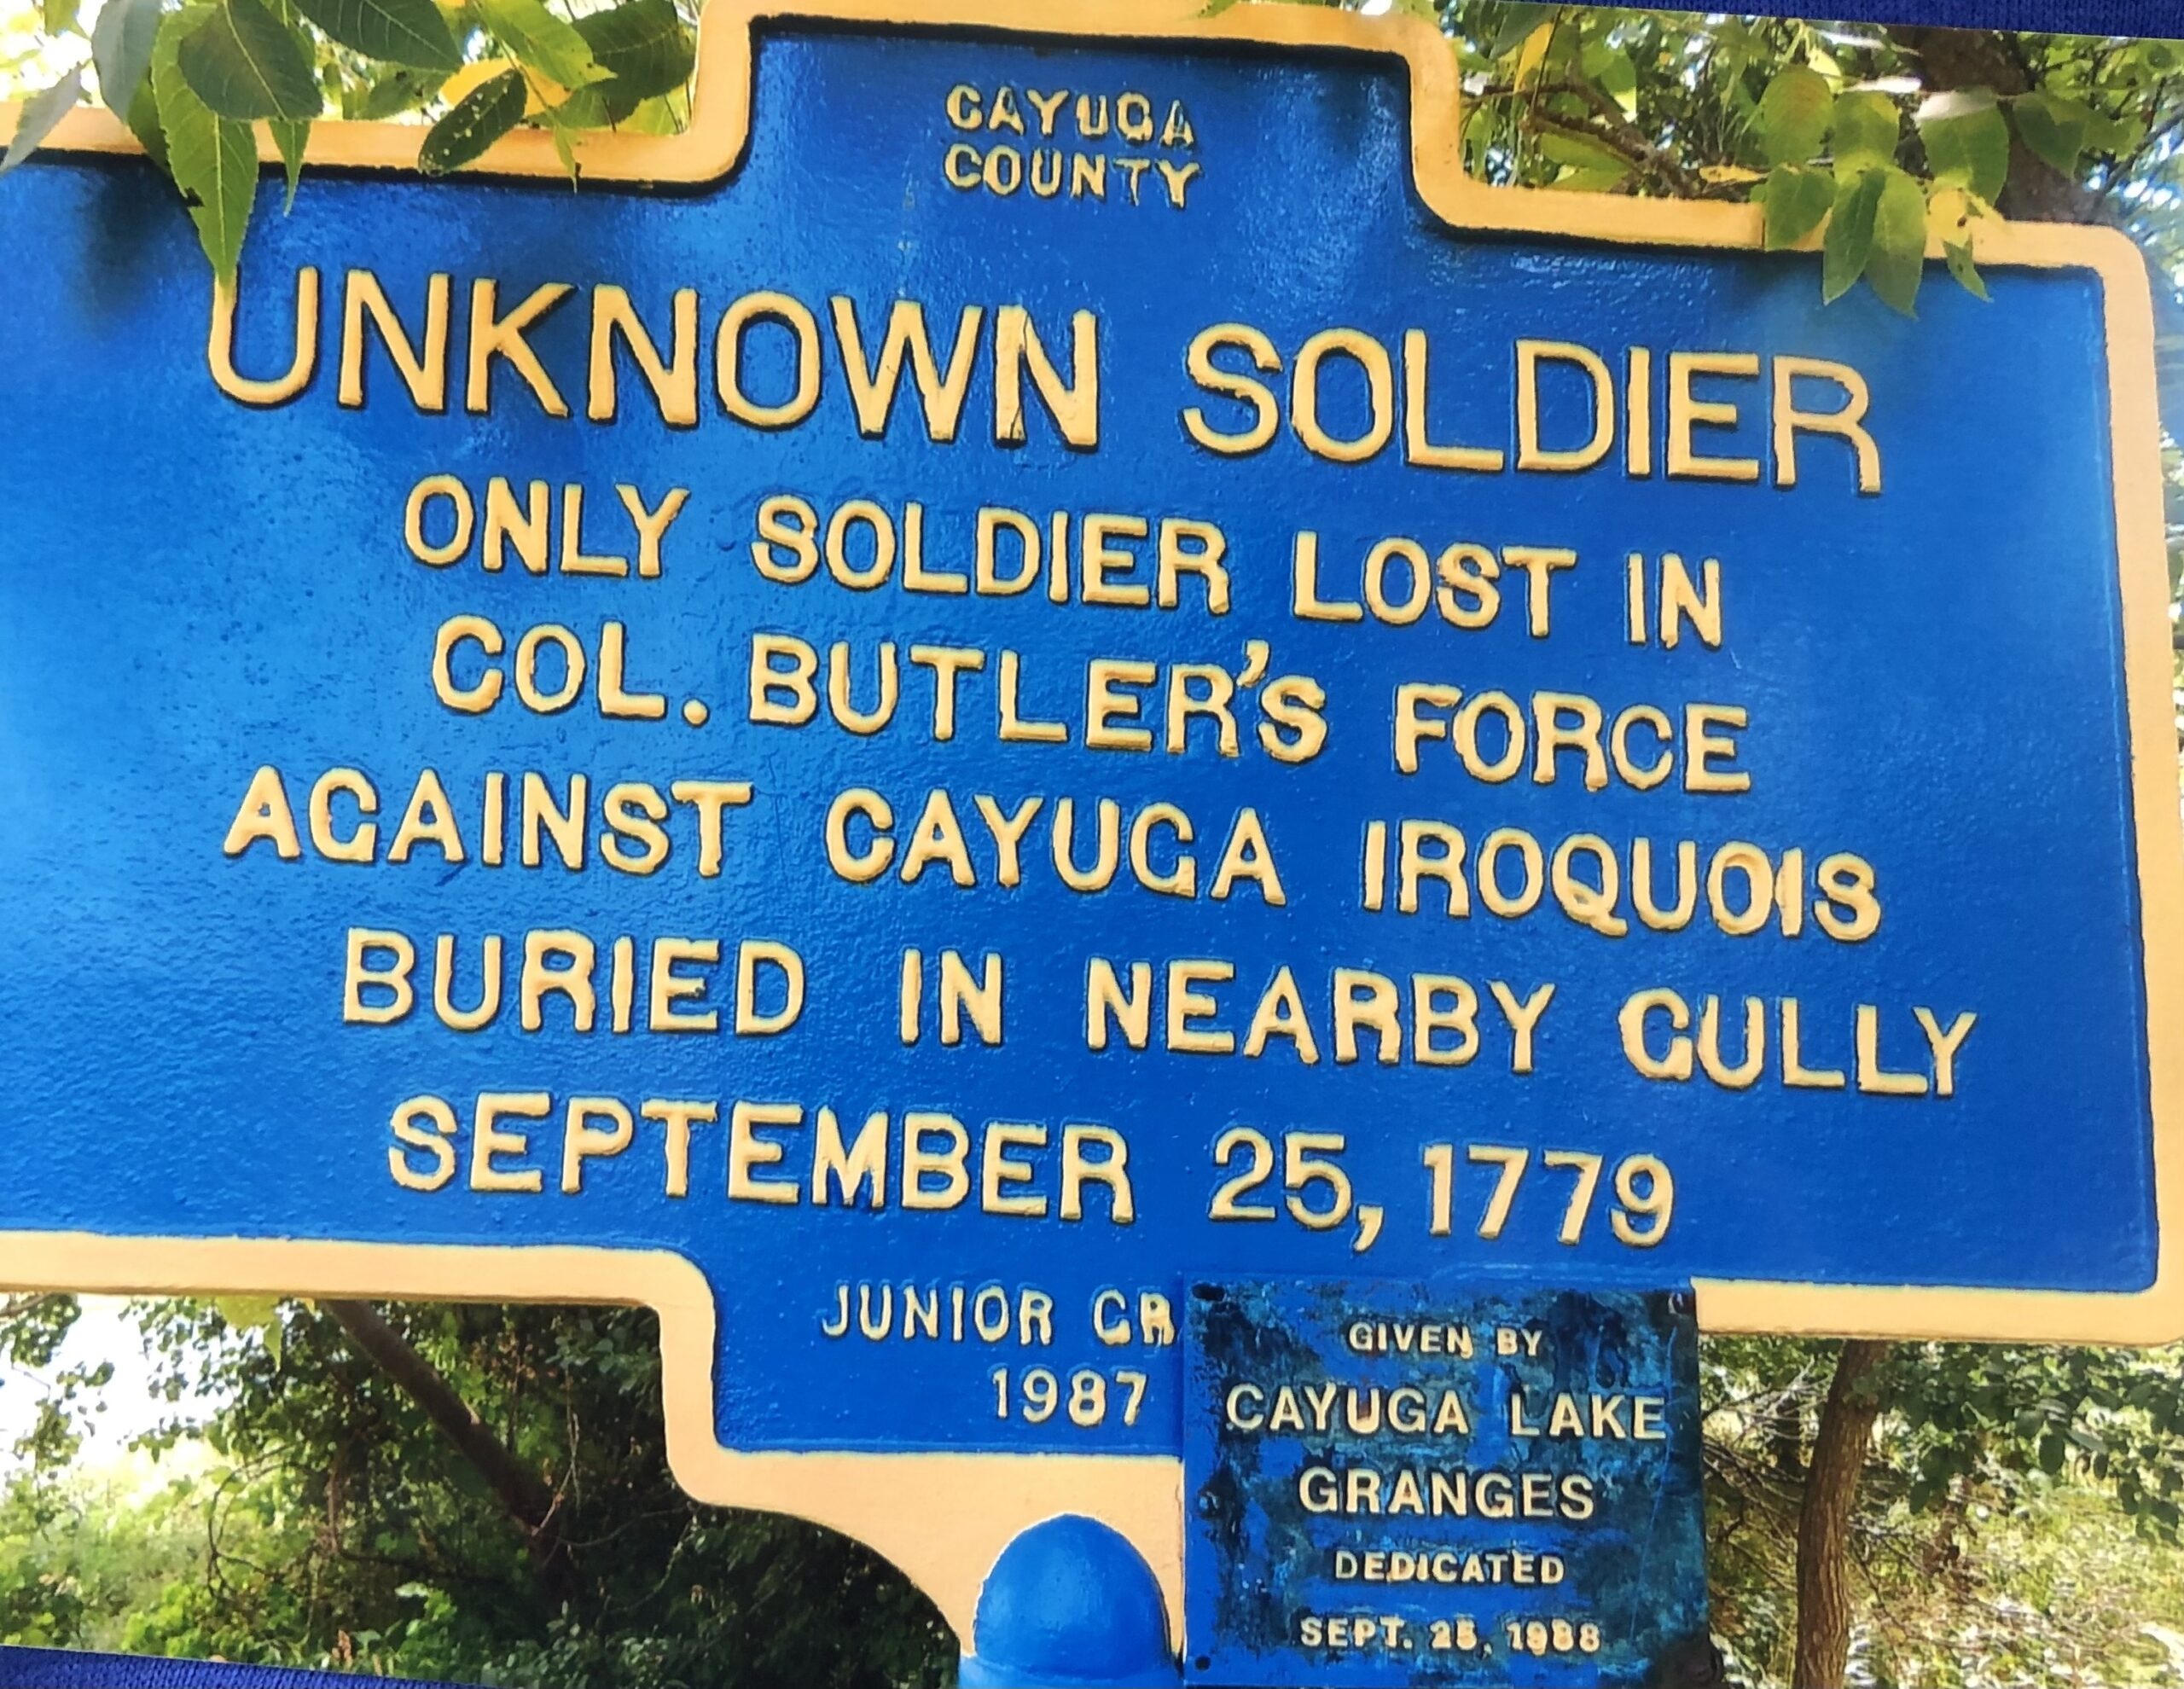 CAYUGA
COUNTY
UNKNOWN SOLDIER
ONLY SOLDIER LOST IN
COL. BUTLER'S FORCE
AGAINST CAYUGA IROQUOIS
BURIED IN NEARBY GULLY
SEPTEMBER 25, 1779
JUNIOR GR
1987
GIVEN BY
CAYUGA LAKE
GRANGES
DEDICATED
SEPT. 25, 1988